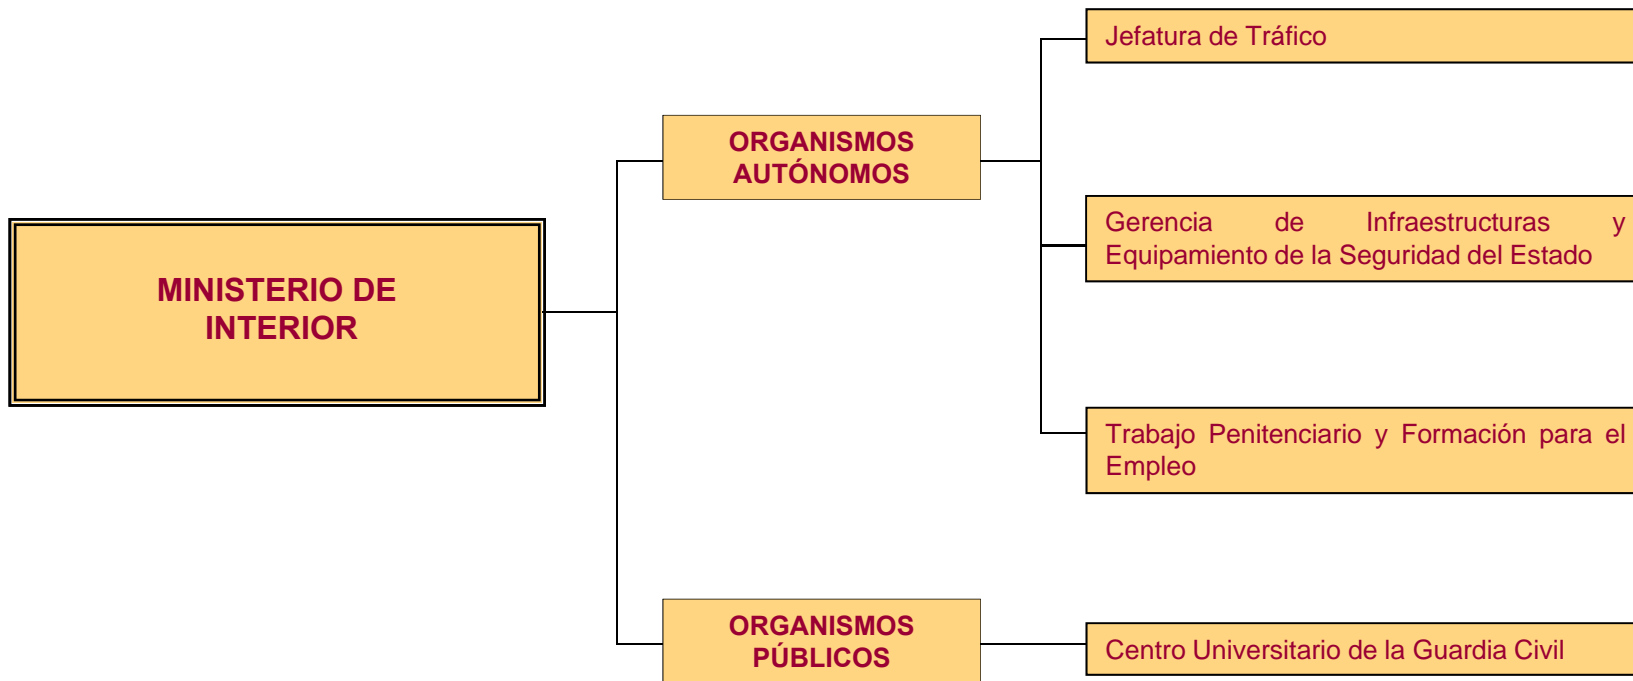 MINISTERIO DE
INTERIOR
ORGANISMOS
AUTÓNOMOS
Jefatura de Tráfico
Gerencia de Infraestructuras y
Equipamiento de la Seguridad del Estado
Trabajo Penitenciario y Formación para el
Empleo
ORGANISMOS
PÚBLICOS
Centro Universitario de la Guardia Civil